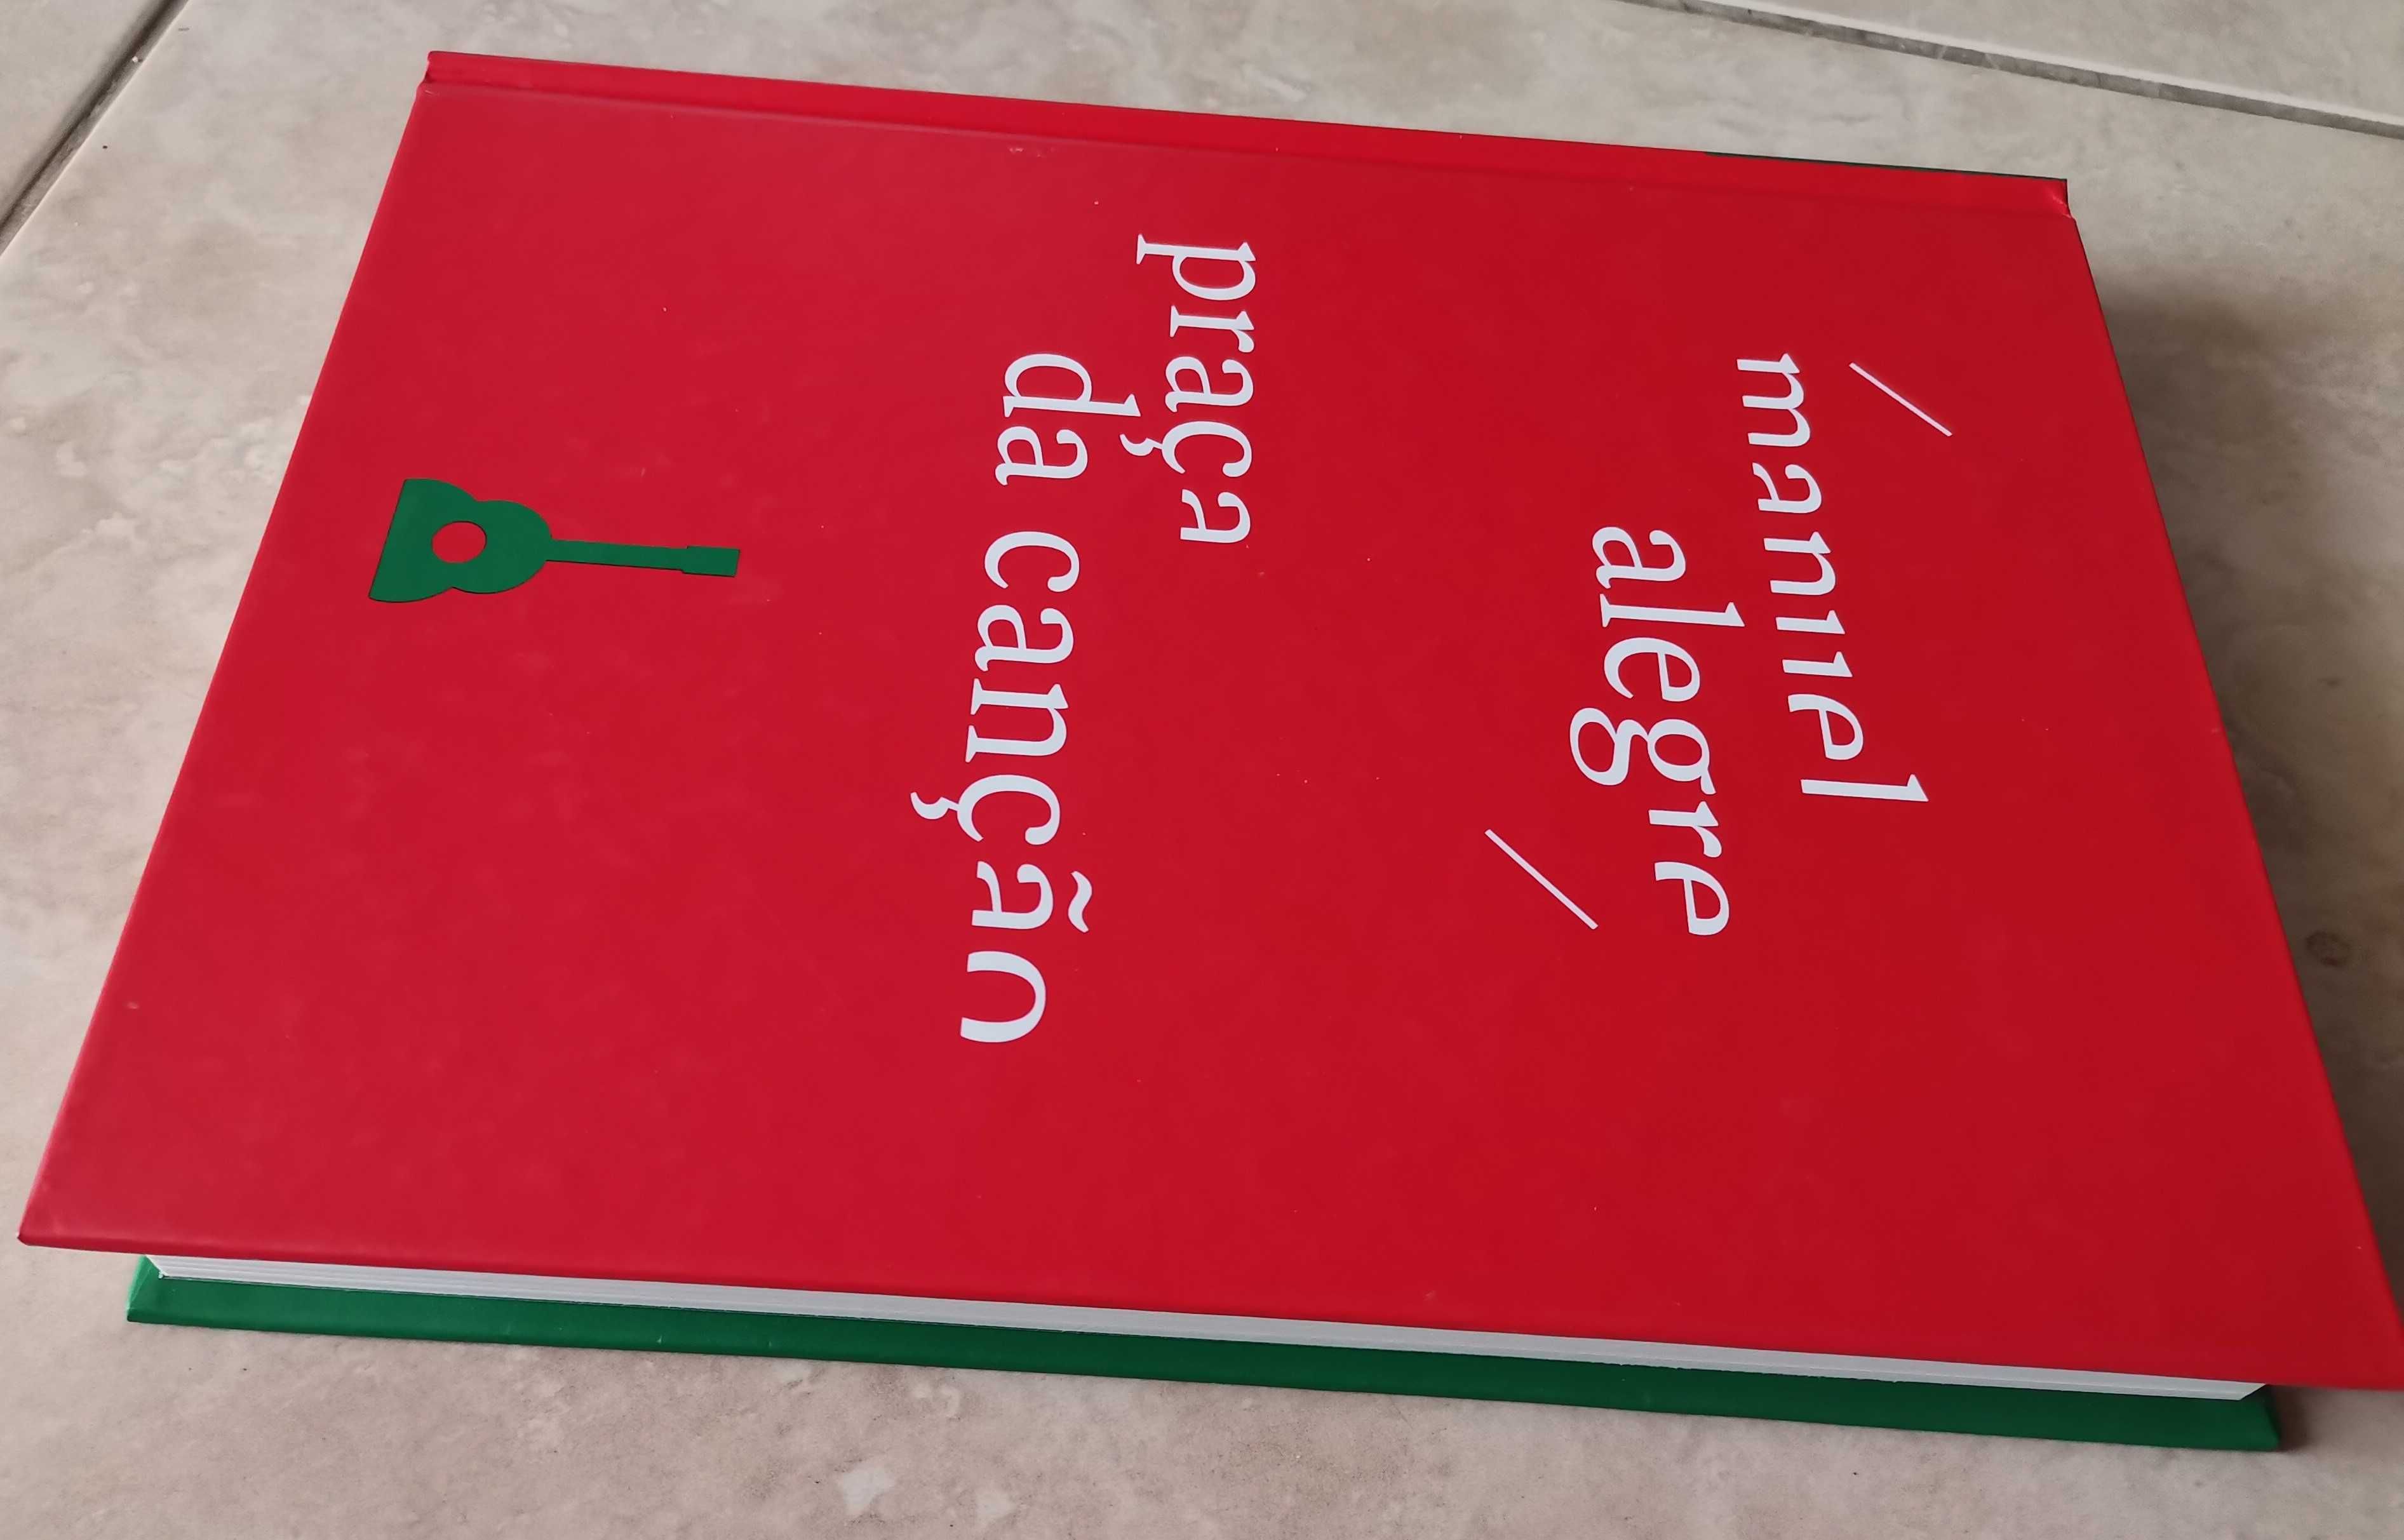 /
manuel
alegre
/
praça
da canção